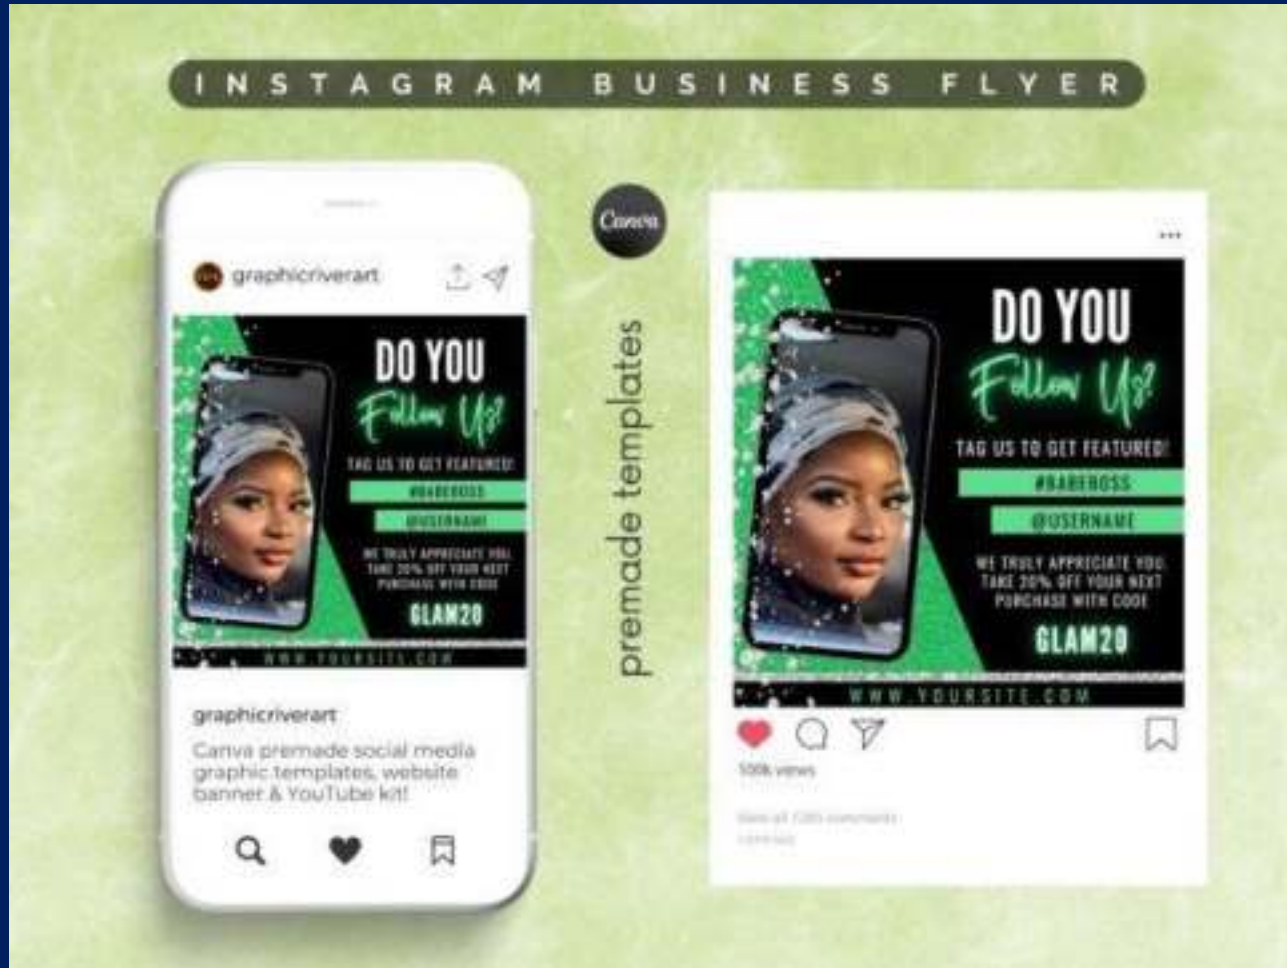 INSTAGRAM BUSINESS FLYER
graphicriverart
DO YOU
Follow Us?
TAG US TO GET FEATURED!
#BABEBOSS
@USERNAME
WE TRULY APPRECIATE YOU.
TAKE 20% OFF YOUR NEXT
PURCHASE WITH CODE
GLAM20
WWW.YOURSITE.COM
graphicriverart
Canva premade social media
graphic templates, website
banner & YouTube kit!
Canva
premade templates
DO YOU
Follow Us?
TAG US TO GET FEATURED!
#BABEBOSS
@USERNAME
WE TRULY APPRECIATE YOU.
TAKE 20% OFF YOUR NEXT
PURCHASE WITH CODE
GLAM20
WWW.YOURSITE.COM
100k views
comments